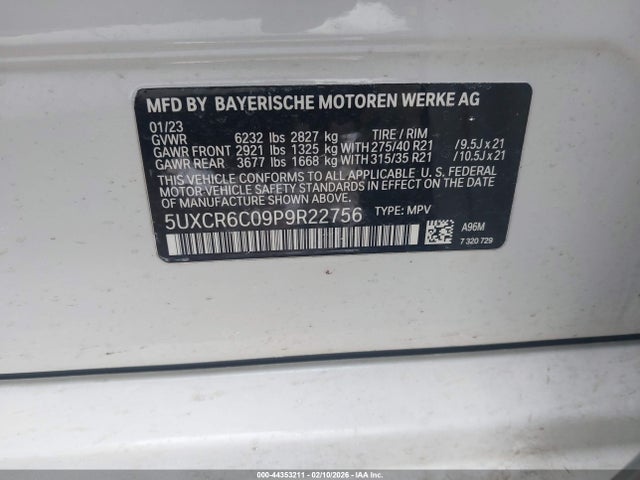 MFD BY BAYERISCHE MOTOREN WERKE AG
01/23
GVWR 6232 lbs 2827 kg TIRE / RIM
GAWR FRONT 2921 lbs 1325 kg WITH 275/40 R21 / 9.5J x 21
GAWR REAR 3677 lbs 1668 kg WITH 315/35 R21 / 10.5J x 21
THIS VEHICLE CONFORMS TO ALL APPLICABLE U. S. FEDERAL
MOTOR VEHICLE SAFETY STANDARDS IN EFFECT ON THE DATE OF
MANUFACTURE SHOWN ABOVE.
5UXCR6C09P9R22756 TYPE: MPV
A96M
7 320 729
000-44353211 - 02/10/2026 - COPYRIGHT IAA, LLC.